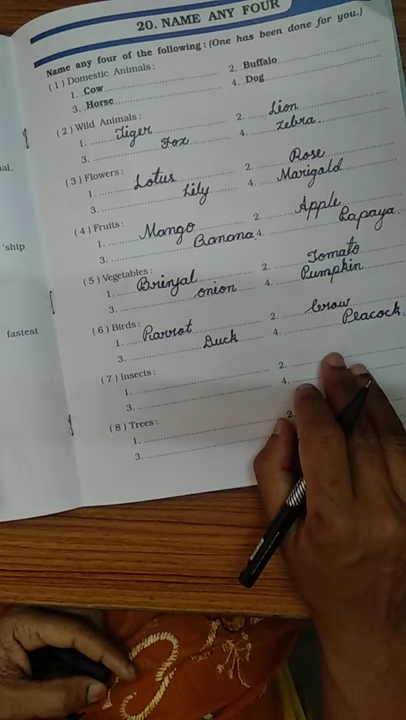 20. NAME ANY FOUR
Name any four of the following : (One has been done for you.)
( 1 ) Domestic Animals :
1. Cow 2. Buffalo
3. Horse 4. Dog
( 2 ) Wild Animals :
1. Tiger 2. Lion
3. Fox 4. Zebra.
( 3 ) Flowers :
1. Lotus 2. Rose
3. Lily 4. Marigold
( 4 ) Fruits :
1. Mango 2. Apple
3. Banana. 4. Papaya.
( 5 ) Vegetables :
1. Brinjal 2. Tomato
3. onion 4. Pumpkin
( 6 ) Birds :
1. Parrot 2. Crow
3. Duck 4. Peacock.
( 7 ) Insects :
1. 2.
3. 4.
( 8 ) Trees :
1. 2.
3.
'ship
fastest